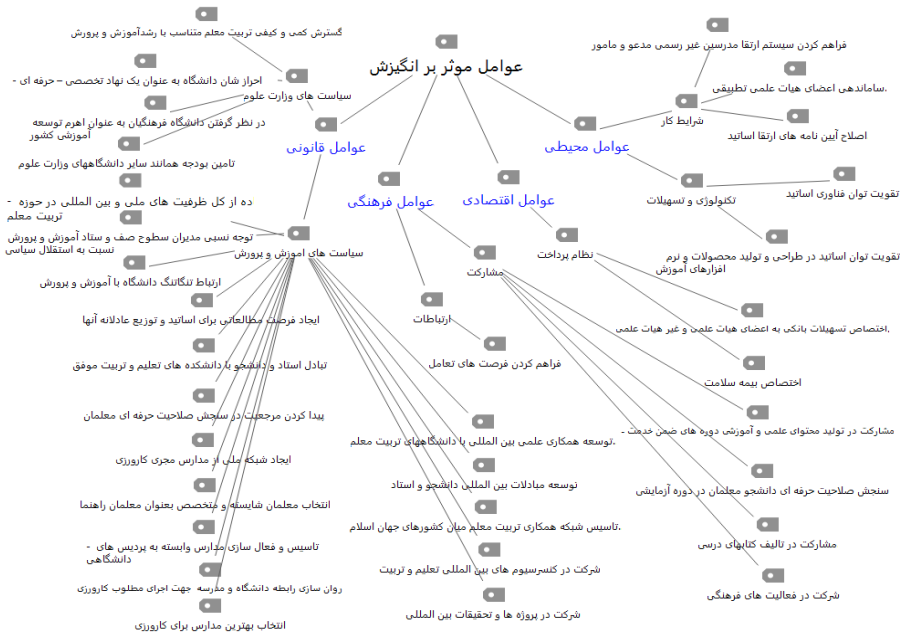 عوامل موثر بر انگیزش
عوامل قانونی
سیاست های وزارت علوم
گسترش کمی و کیفی تربیت معلم متناسب با رشدآموزش و پرورش
احراز شان دانشگاه به عنوان یک نهاد تخصصی – حرفه ای -
در نظر گرفتن دانشگاه فرهنگیان به عنوان اهرم توسعه
آموزشی کشور
تامین بودجه همانند سایر دانشگاههای وزارت علوم
سیاست های آموزش و پرورش
ده از کل ظرفیت های ملی و بین المللی در حوزه -
تربیت معلم
توجه نسبی مدیران سطوح صف و ستاد آموزش و پرورش
نسبت به استقلال سیاسی
ارتباط تنگاتنگ دانشگاه با آموزش و پرورش
ایجاد فرصت مطالعاتی برای اساتید و توزیع عادلانه آنها
تبادل استاد و دانشجو با دانشکده های تعلیم و تربیت موفق
پیدا کردن مرجعیت در سنجش صلاحیت حرفه ای معلمان
ایجاد شبکه ملی از مدارس مجری کارورزی
انتخاب معلمان شایسته و متخصص بعنوان معلمان راهنما
تاسیس و فعال سازی مدارس وابسته به پردیس های -
دانشگاهی
روان سازی رابطه دانشگاه و مدرسه جهت اجرای مطلوب کارورزی
انتخاب بهترین مدارس برای کارورزی
توسعه همکاری علمی بین المللی با دانشگاههای تربیت معلم.
توسعه مبادلات بین المللی دانشجو و استاد
تاسیس شبکه همکاری تربیت معلم میان کشورهای جهان اسلام.
شرکت در کنسرسیوم های بین المللی تعلیم و تربیت
شرکت در پروژه ها و تحقیقات بین المللی
عوامل فرهنگی
ارتباطات
فراهم کردن فرصت های تعامل
مشارکت
مشارکت در تولید محتوای علمی و آموزشی دوره های ضمن خدمت -
سنجش صلاحیت حرفه ای دانشجو معلمان در دوره آزمایشی
مشارکت در تالیف کتابهای درسی
شرکت در فعالیت های فرهنگی
عوامل اقتصادی
نظام پرداخت
اختصاص تسهیلات بانکی به اعضای هیات علمی و غیر هیات علمی.
اختصاص بیمه سلامت
عوامل محیطی
شرایط کار
فراهم کردن سیستم ارتقا مدرسین غیر رسمی مدعو و مامور
ساماندهی اعضای هیات علمی تطبیقی.
اصلاح آیین نامه های ارتقا اساتید
تکنولوژی و تسهیلات
تقویت توان فناوری اساتید
تقویت توان اساتید در طراحی و تولید محصولات و نرم
افزارهای آموزش